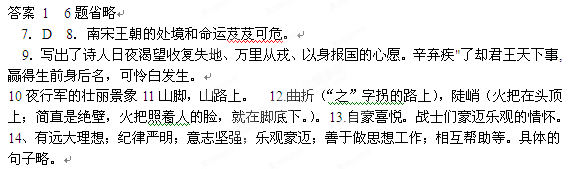 答案 1    6题省略
7．D  8．南宋王朝的处境和命运芨芨可危。
9．写出了诗人日夜渴望收复失地、万里从戎、以身报国的心愿。辛弃疾"了却君王天下事,
赢得生前身后名，可怜白发生。
10 夜行军的壮丽景象 11 山脚，山路上。  12.曲折（“之”字拐的路上），陡峭（火把在头顶
上；简直是绝壁，火把照着人的脸，就在脚底下。）。13.自豪喜悦。战士们豪迈乐观的情怀。
14、有远大理想；纪律严明；意志坚强；乐观豪迈；善于做思想工作；相互帮助等。具体的
句子略。